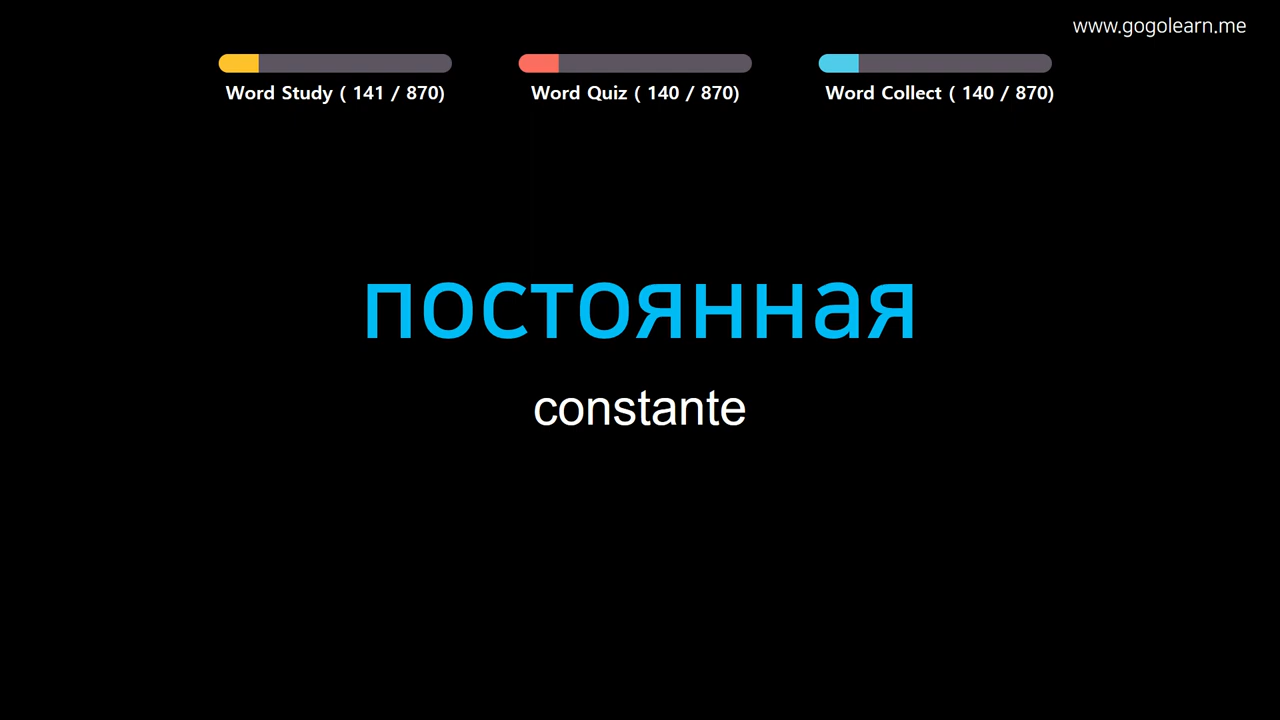 www.gogolearn.me
Word Study ( 141 / 870)
Word Quiz ( 140 / 870)
Word Collect ( 140 / 870)
постоянная
constante